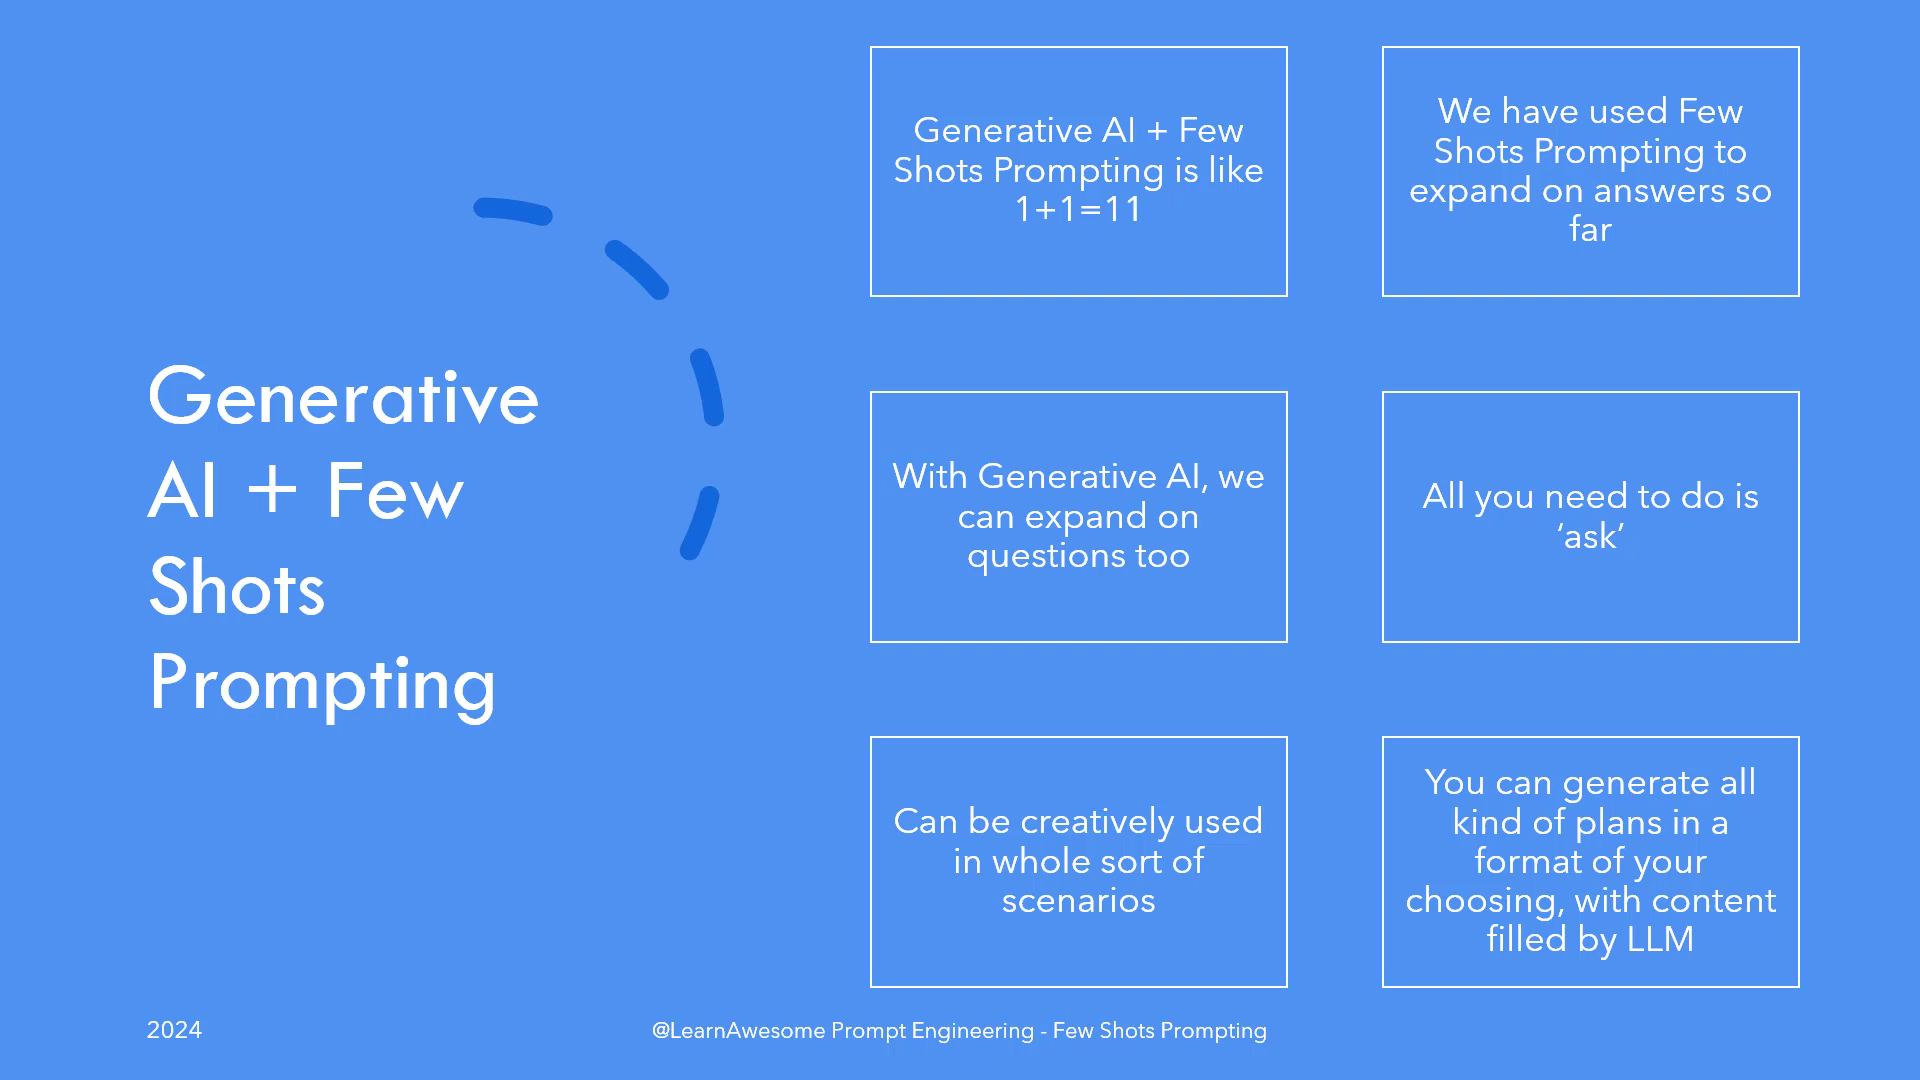 Generative
AI + Few
Shots
Prompting
Generative AI + Few
Shots Prompting is like
1+1=11
We have used Few
Shots Prompting to
expand on answers so
far
With Generative AI, we
can expand on
questions too
All you need to do is
‘ask’
Can be creatively used
in whole sort of
scenarios
You can generate all
kind of plans in a
format of your
choosing, with content
filled by LLM
2024
@LearnAwesome Prompt Engineering - Few Shots Prompting